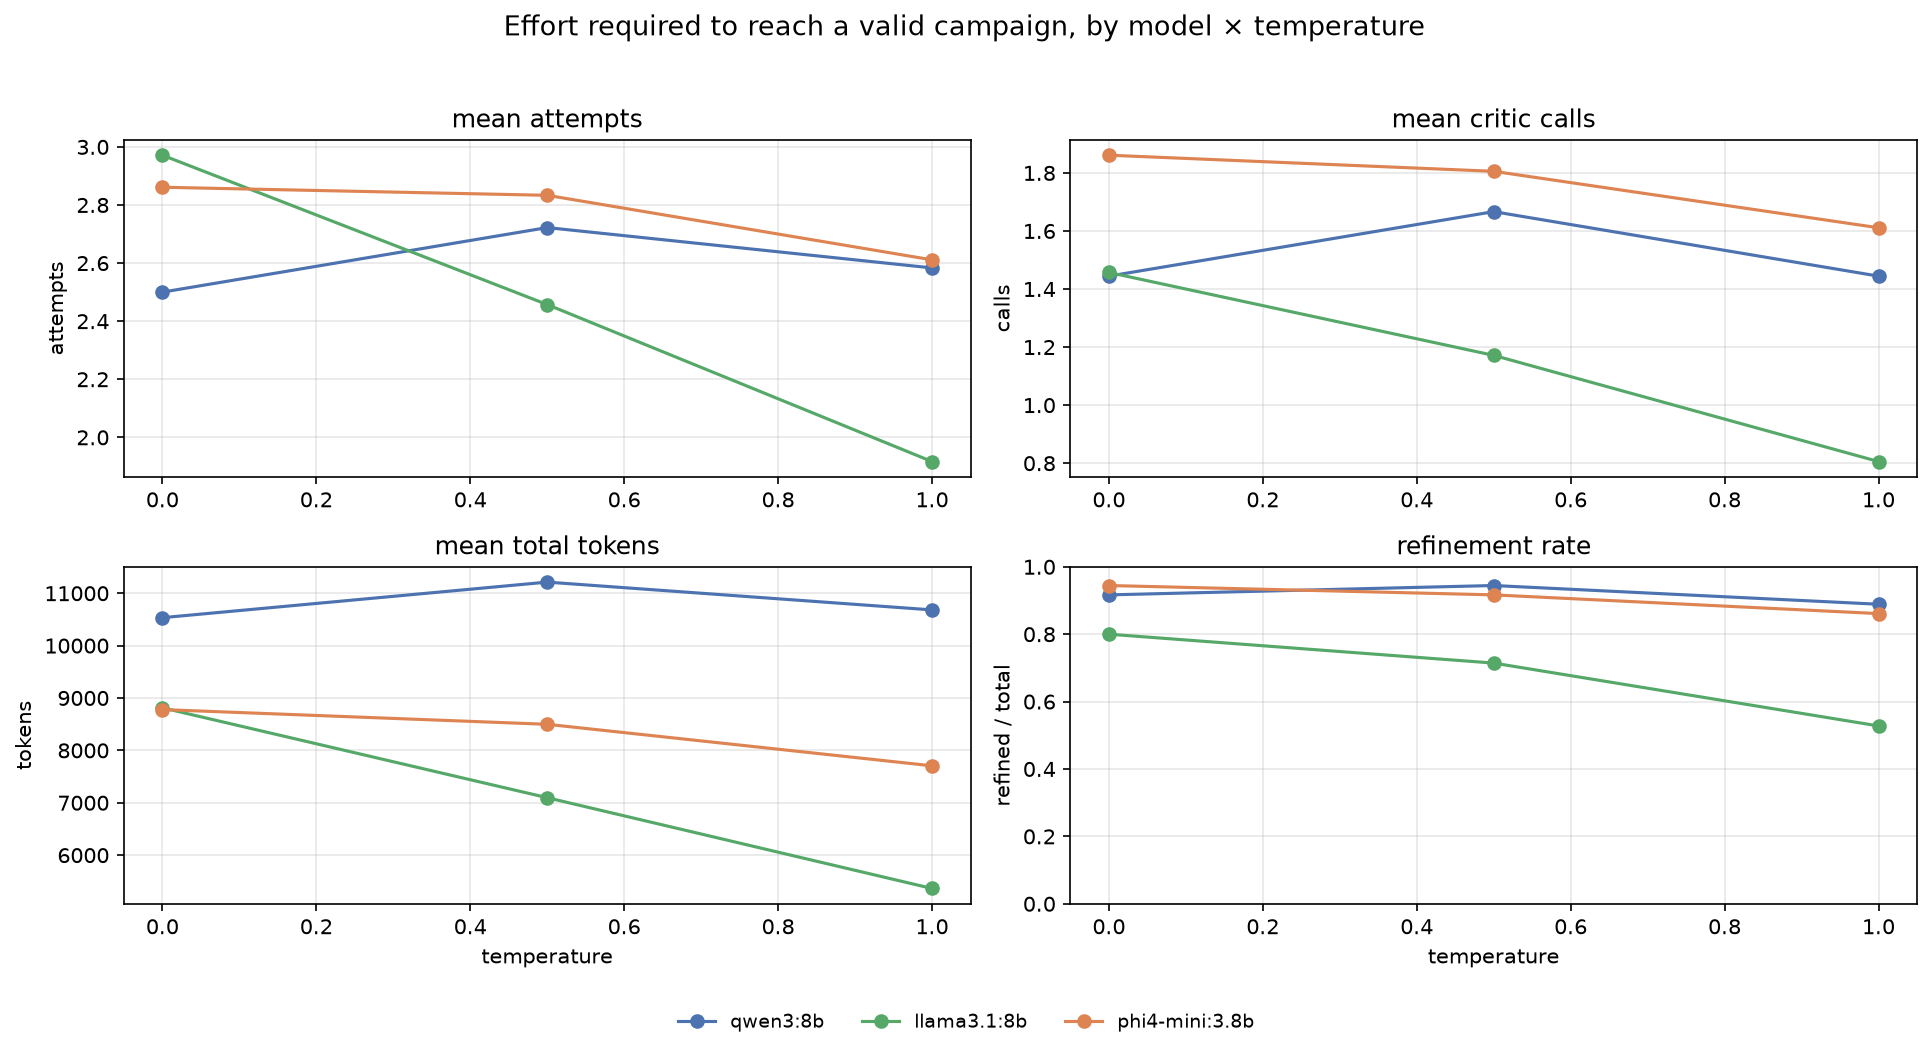 Effort required to reach a valid campaign, by model × temperature
mean attempts
attempts
3.0
2.8
2.6
2.4
2.2
2.0
0.0 0.2 0.4 0.6 0.8 1.0
mean critic calls
calls
1.8
1.6
1.4
1.2
1.0
0.8
0.0 0.2 0.4 0.6 0.8 1.0
mean total tokens
tokens
11000
10000
9000
8000
7000
6000
0.0 0.2 0.4 0.6 0.8 1.0
temperature
refinement rate
refined / total
1.0
0.8
0.6
0.4
0.2
0.0
0.0 0.2 0.4 0.6 0.8 1.0
temperature
qwen3:8b llama3.1:8b phi4-mini:3.8b